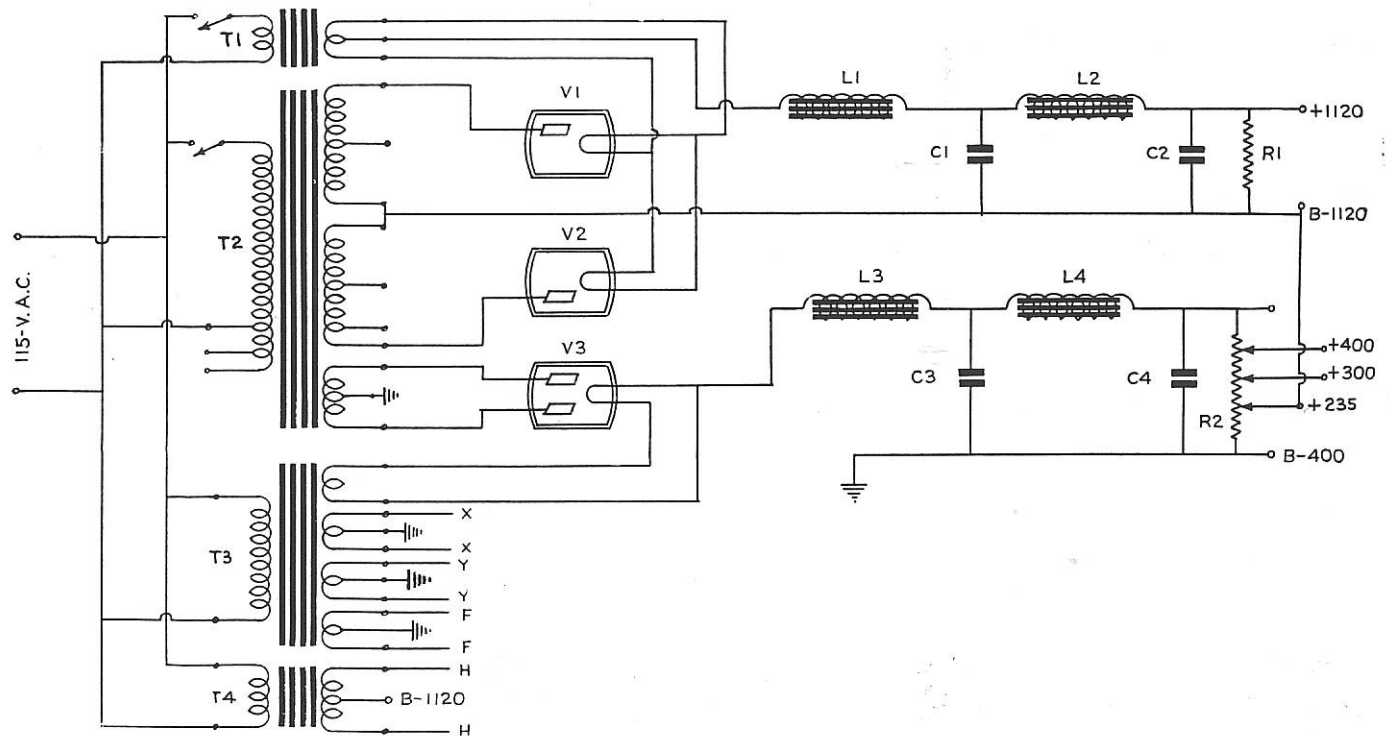 T1
V1
L1
L2
+1120
C1
C2
R1
B-1120
T2
V2
115-V. A.C.
L3
L4
V3
+400
+300
+235
C3
C4
R2
B-400
X
X
T3
Y
Y
F
F
H
T4
B-1120
H